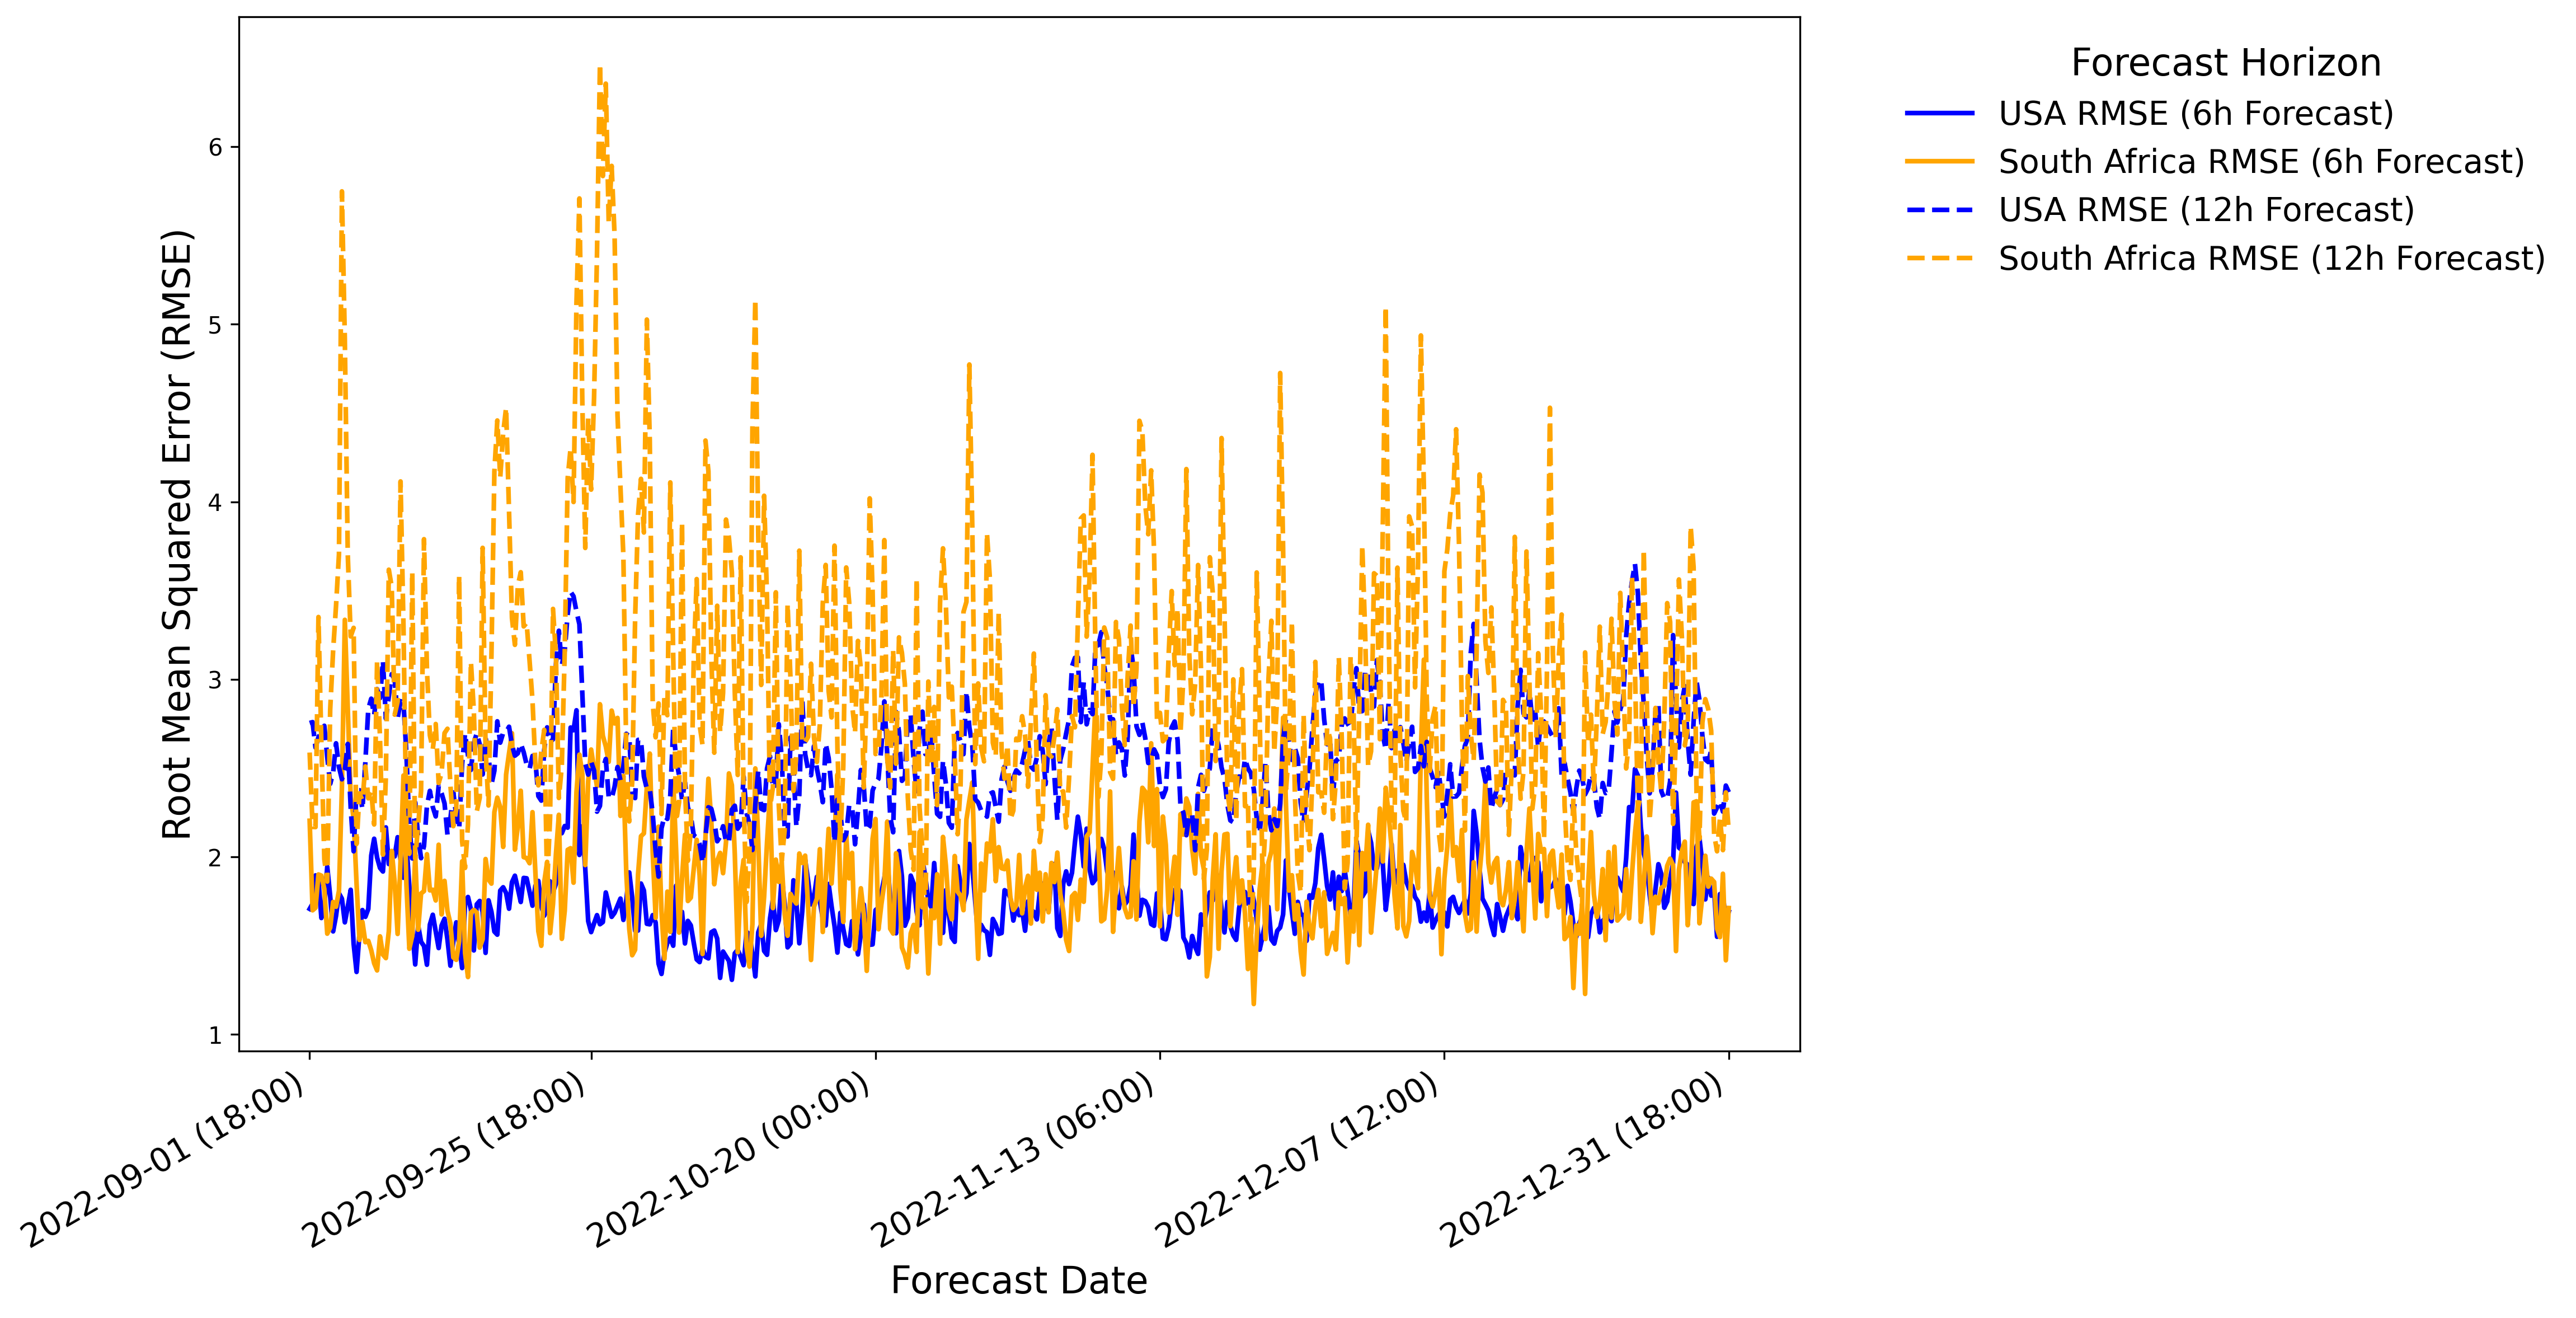 Forecast Horizon
USA RMSE (6h Forecast)
South Africa RMSE (6h Forecast)
USA RMSE (12h Forecast)
South Africa RMSE (12h Forecast)
Root Mean Squared Error (RMSE)
6
5
4
3
2
1
2022-09-01 (18:00)
2022-09-25 (18:00)
2022-10-20 (00:00)
2022-11-13 (06:00)
2022-12-07 (12:00)
2022-12-31 (18:00)
Forecast Date